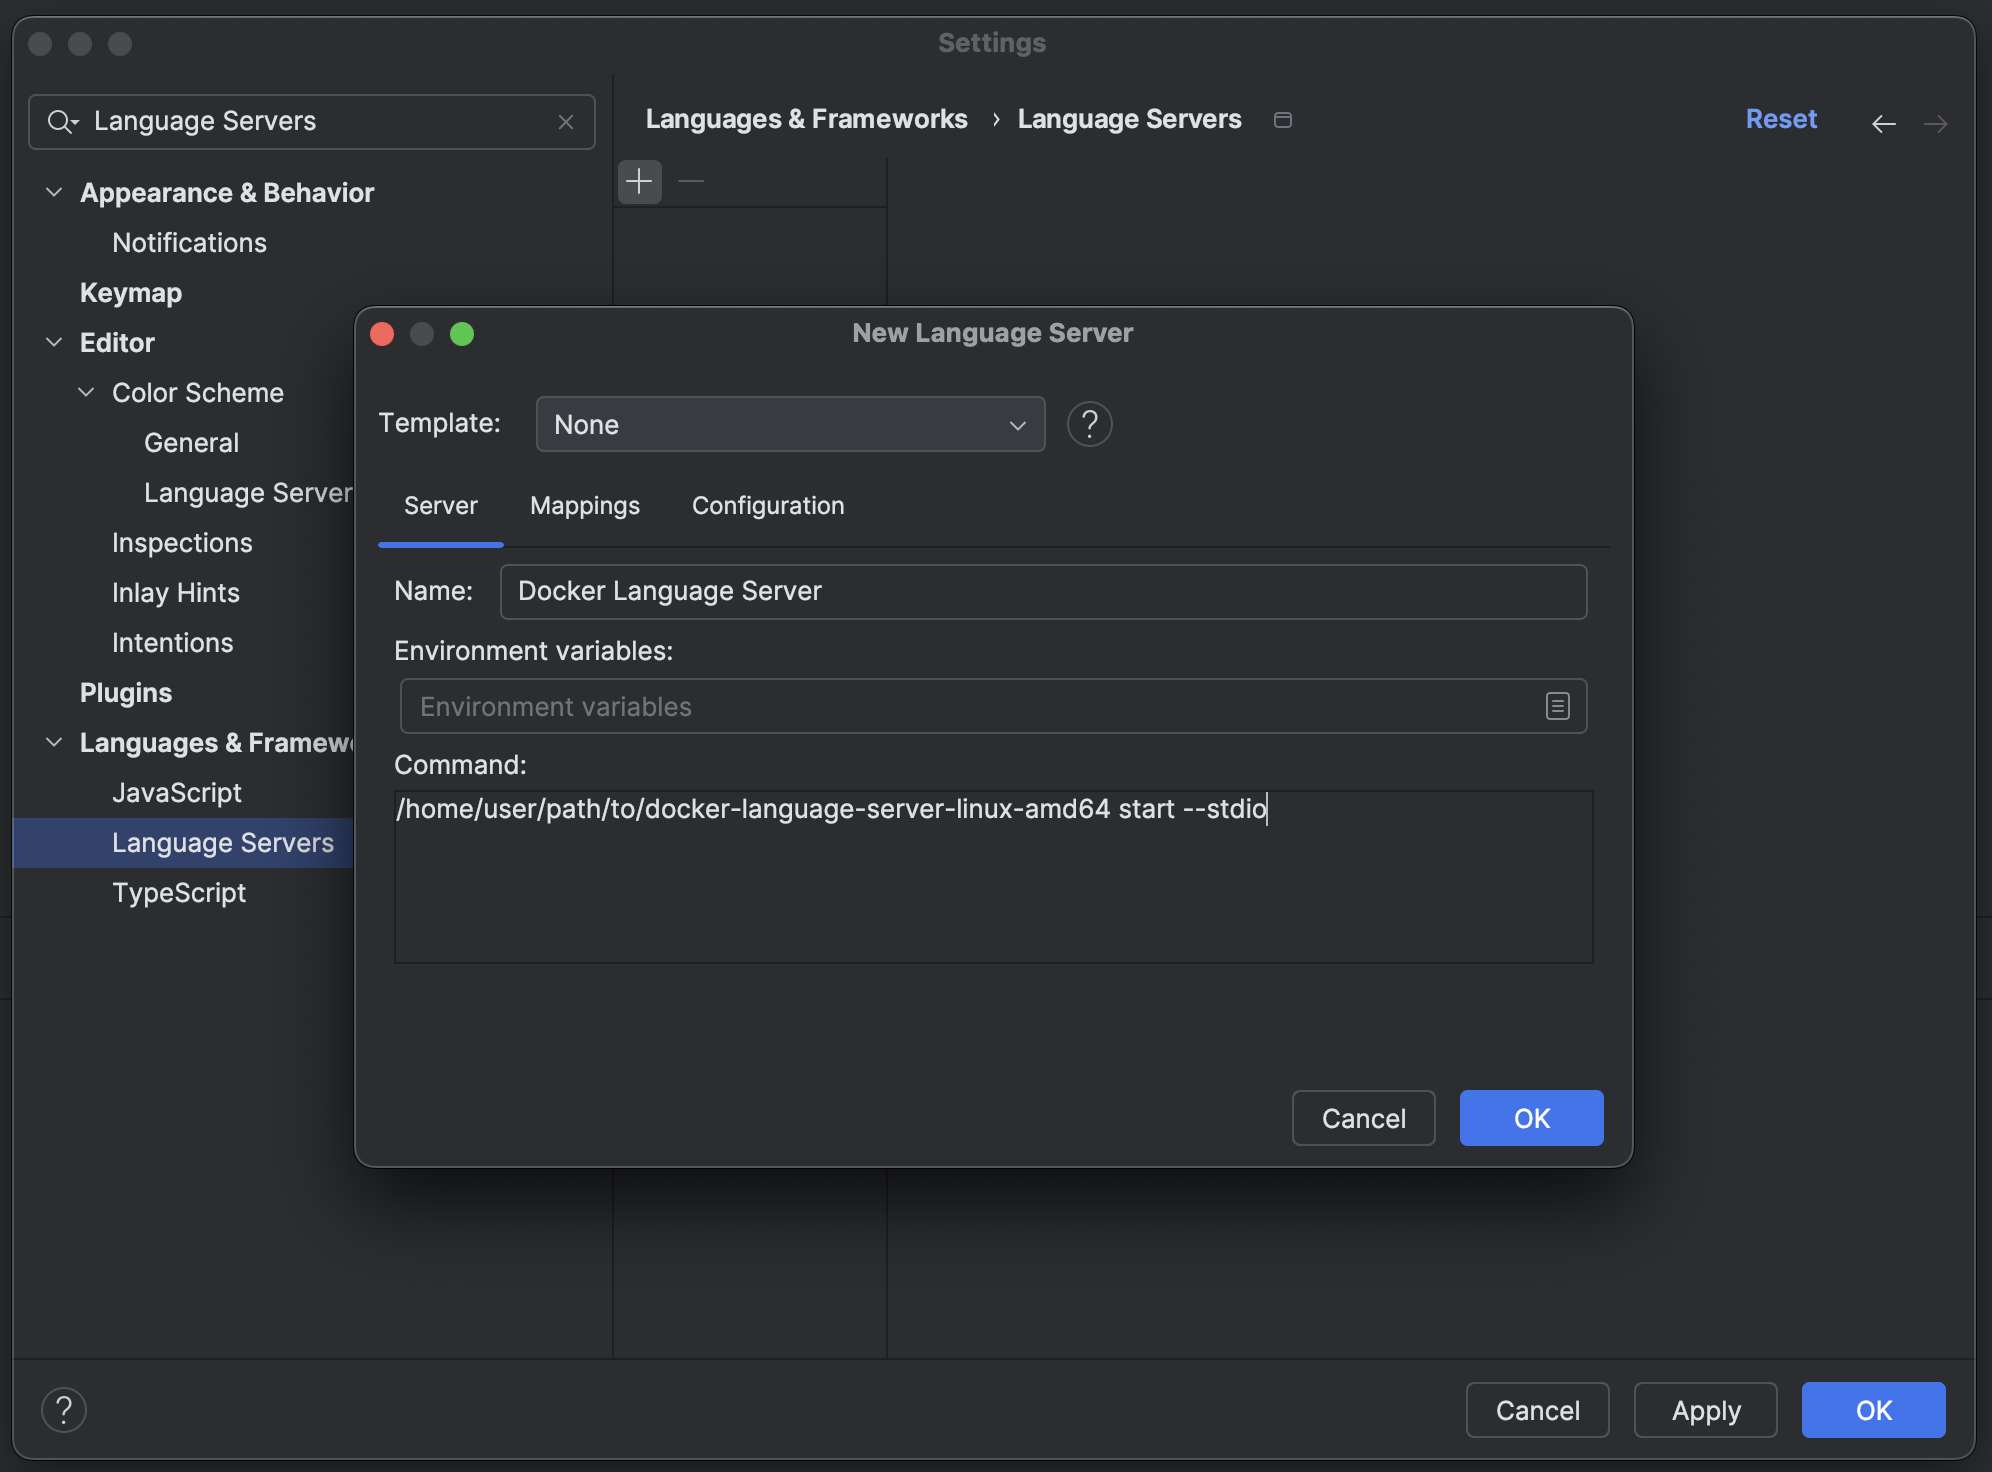 Settings
Language Servers
Appearance & Behavior
Notifications
Keymap
Editor
Color Scheme
General
Language Server
Inspections
Inlay Hints
Intentions
Plugins
Languages & Framew
JavaScript
Language Servers
TypeScript
Languages & Frameworks › Language Servers
Reset
New Language Server
Template: None
?
Server Mappings Configuration
Name: Docker Language Server
Environment variables:
Environment variables
Command:
/home/user/path/to/docker-language-server-linux-amd64 start --stdio
Cancel OK
?
Cancel Apply OK